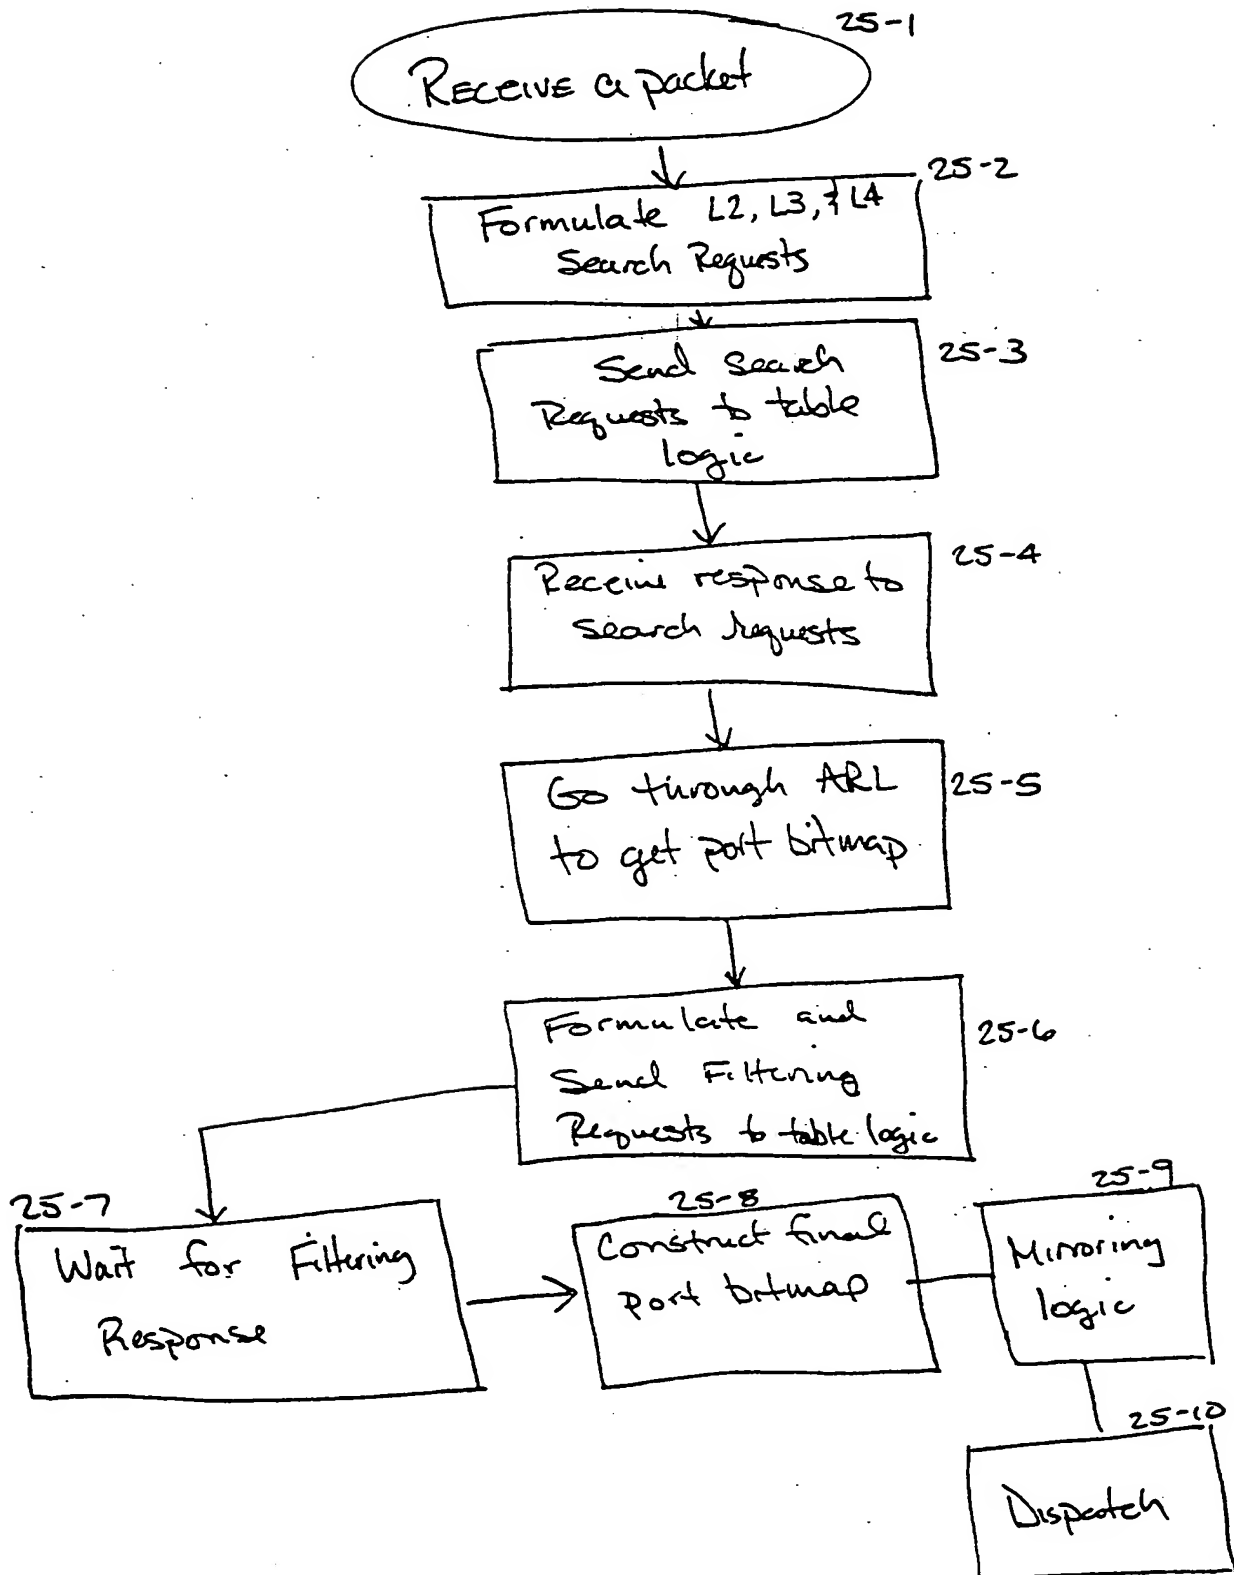 25-1
RECEIVE a packet
25-2
Formulate L2, L3, & L4
Search Requests
25-3
Send search
Requests to table
logic
25-4
Receive response to
search requests
25-5
Go through ARL
to get port bitmap
25-6
Formulate and
Send Filtering
Requests to table logic
25-7
Wait for Filtering
Response
25-8
Construct final
port bitmap
25-9
Mirroring
logic
25-10
Dispatch